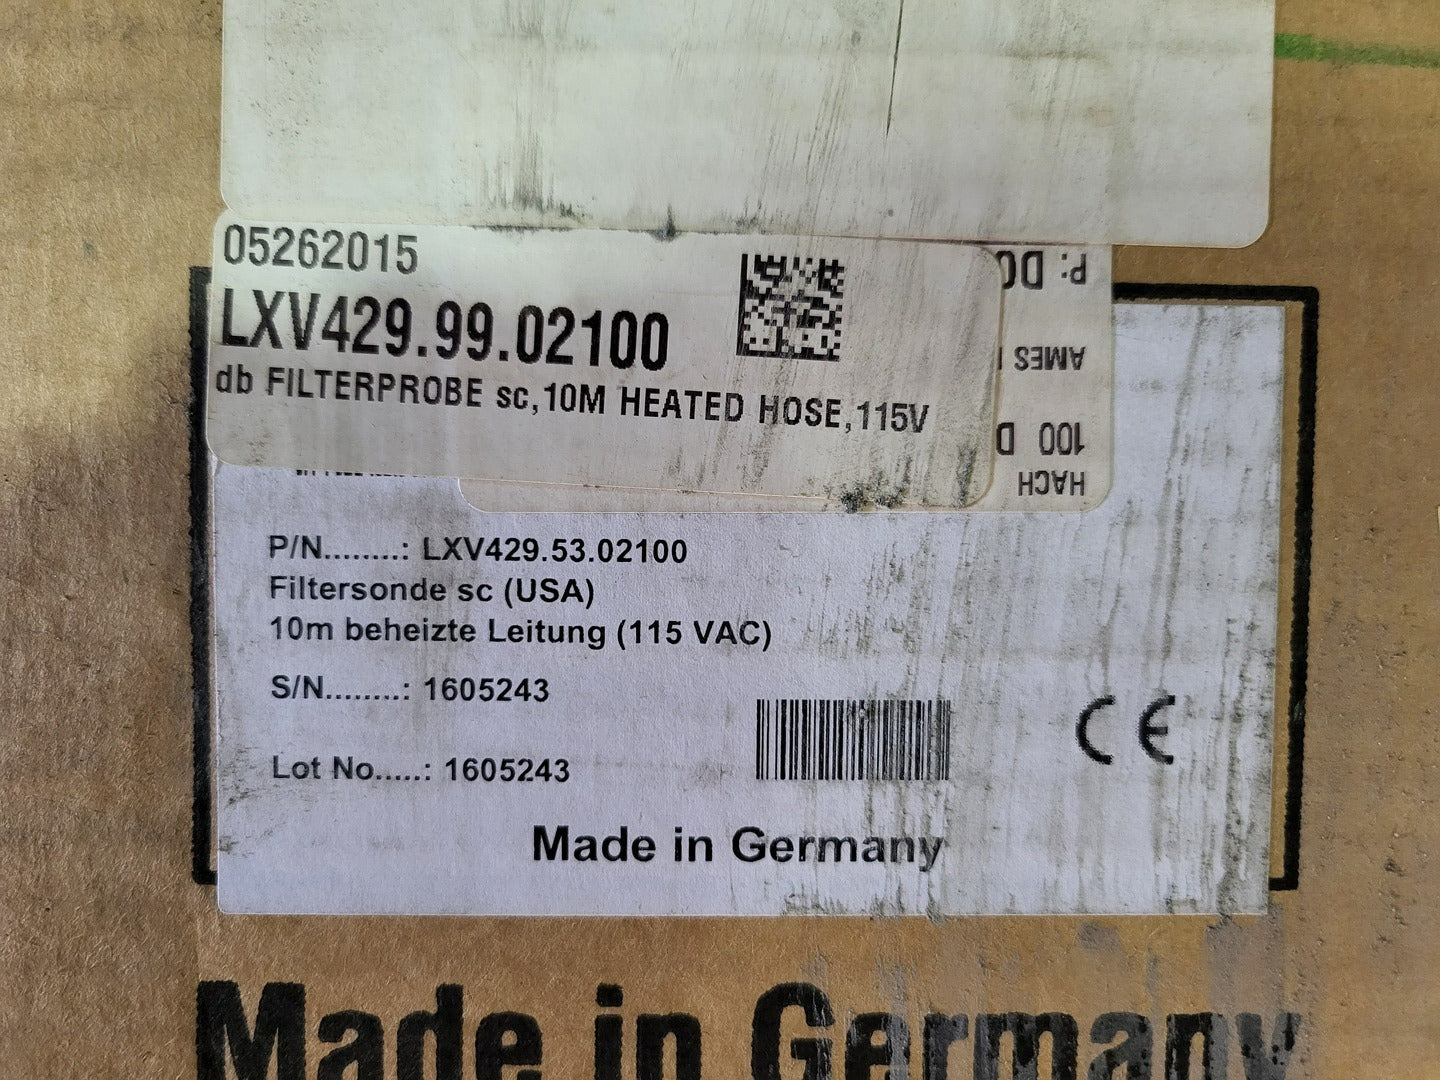 05262015
LXV429.99.02100
db FILTERPROBE sc,10M HEATED HOSE,115V
P: DO
AMES
100 D
HACH
P/N........: LXV429.53.02100
Filtersonde sc (USA)
10m beheizte Leitung (115 VAC)
S/N........: 1605243
Lot No.....: 1605243
CE
Made in Germany
Made in Germany